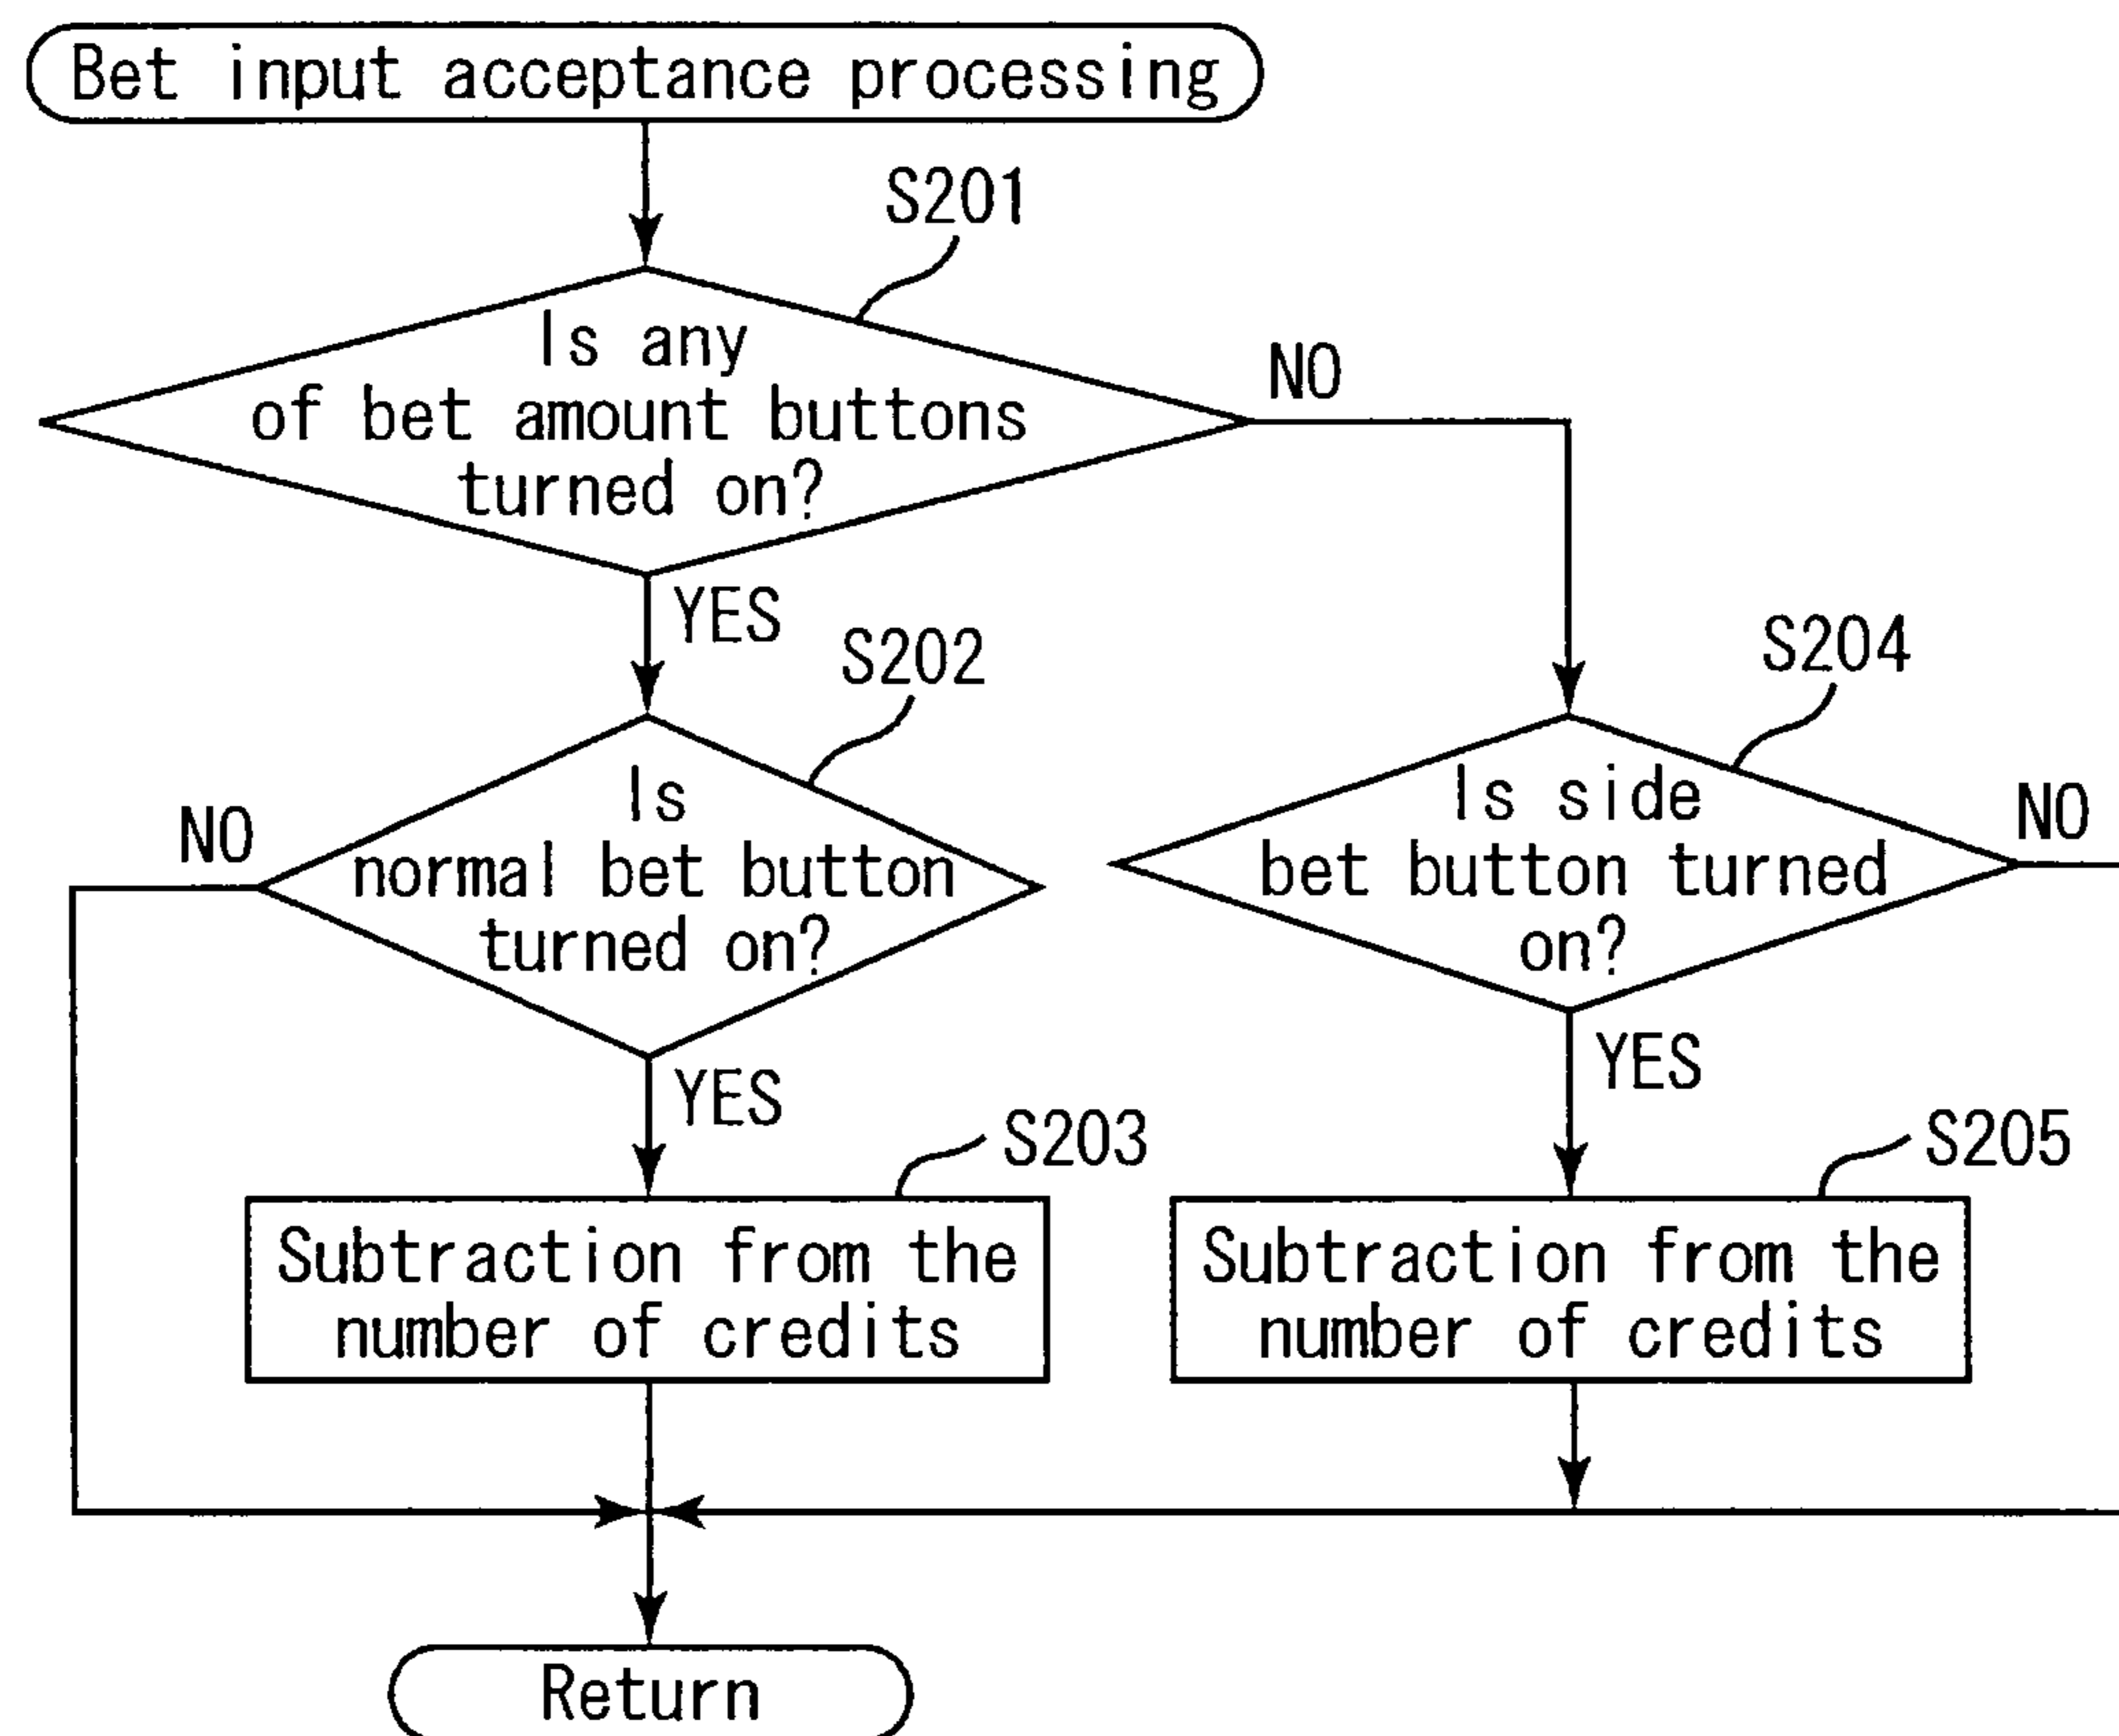 Bet input acceptance processing
S201
Is any
of bet amount buttons
turned on?
NO
YES
S202
Is
normal bet button
turned on?
NO
YES
S204
Is side
bet button turned
on?
NO
YES
S203
Subtraction from the
number of credits
S205
Subtraction from the
number of credits
Return